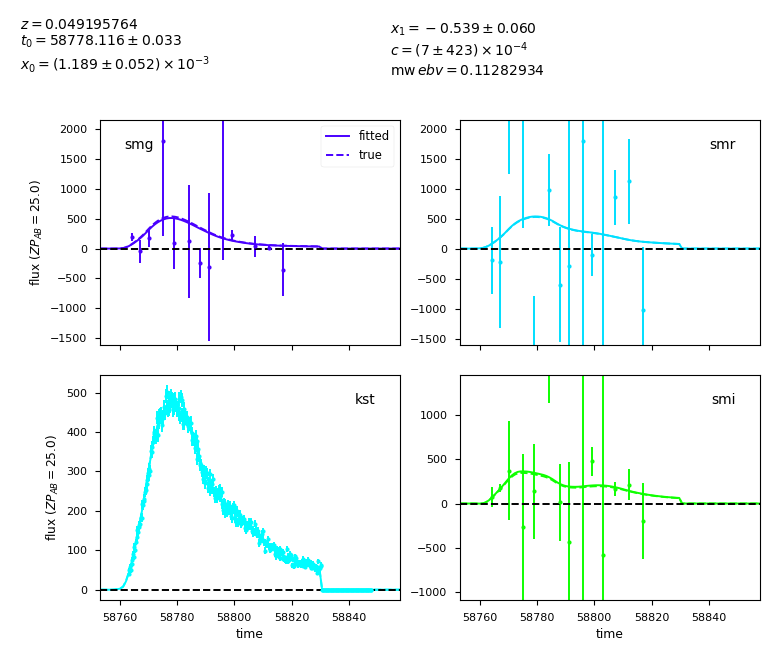 z = 0.049195764
t₀ = 58778.116 ± 0.033
x₀ = (1.189 ± 0.052) × 10⁻³
x₁ = −0.539 ± 0.060
c = (7 ± 423) × 10⁻⁴
mw ebv = 0.11282934
2000
1500
1000
500
0
−500
−1000
−1500
flux (ZP_AB = 25.0)
smg
fitted
true
2000
1500
1000
500
0
−500
−1000
−1500
smr
500
400
300
200
100
0
flux (ZP_AB = 25.0)
kst
58760
58780
58800
58820
58840
time
1000
500
0
−500
−1000
smi
58760
58780
58800
58820
58840
time